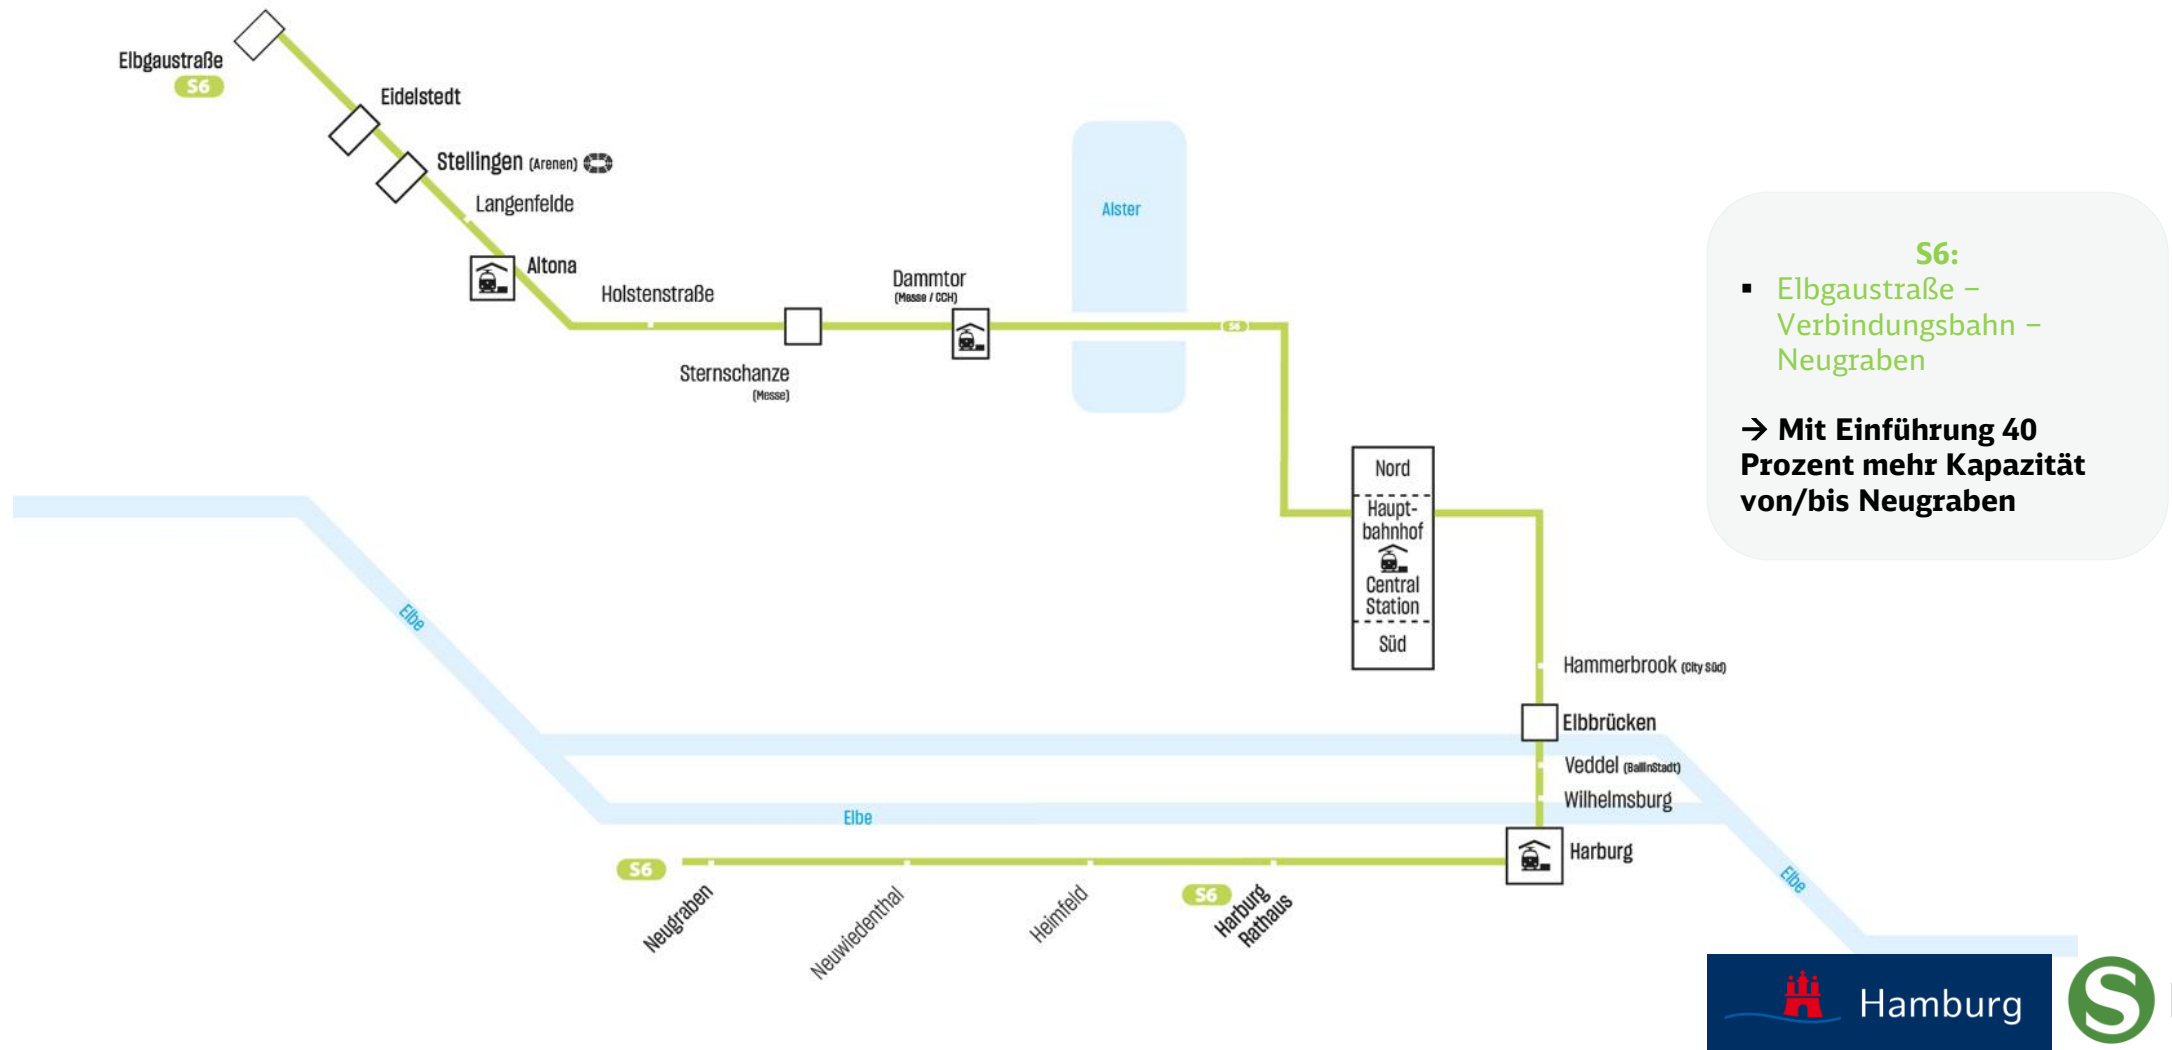 Elbgaustraße
S6
Eidelstedt
Stellingen (Arenen)
Langenfelde
Altona
Holstenstraße
Sternschanze
(Messe)
Dammtor
(Messe / CCH)
Alster
S6
Nord
Haupt-
bahnhof
Central
Station
Süd
Hammerbrook (City Süd)
Elbbrücken
Veddel (BallinStadt)
Wilhelmsburg
Harburg
Elbe
Elbe
Elbe
S6
Neugraben
Neuwiedenthal
Heimfeld
S6
Harburg
Rathaus
S6:
▪ Elbgaustraße –
Verbindungsbahn –
Neugraben
→ Mit Einführung 40
Prozent mehr Kapazität
von/bis Neugraben
Hamburg
S